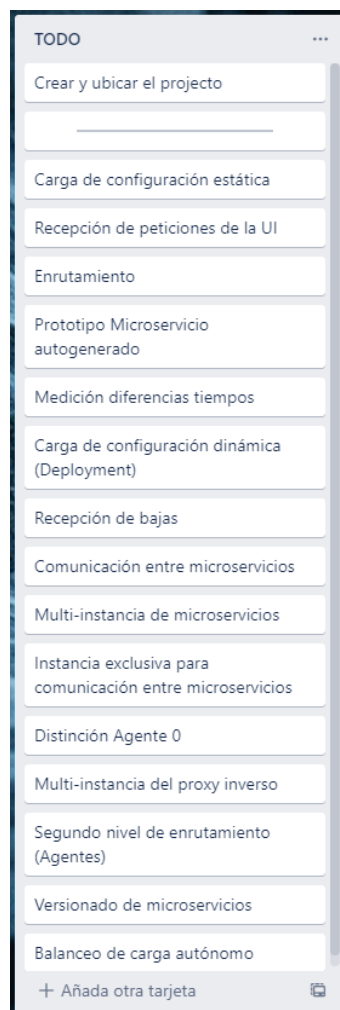 TODO
Crear y ubicar el projecto
Carga de configuración estática
Recepción de peticiones de la UI
Enrutamiento
Prototipo Microservicio
autogenerado
Medición diferencias tiempos
Carga de configuración dinámica
(Deployment)
Recepción de bajas
Comunicación entre microservicios
Multi-instancia de microservicios
Instancia exclusiva para
comunicación entre microservicios
Distinción Agente 0
Multi-instancia del proxy inverso
Segundo nivel de enrutamiento
(Agentes)
Versionado de microservicios
Balanceo de carga autónomo
+ Añada otra tarjeta